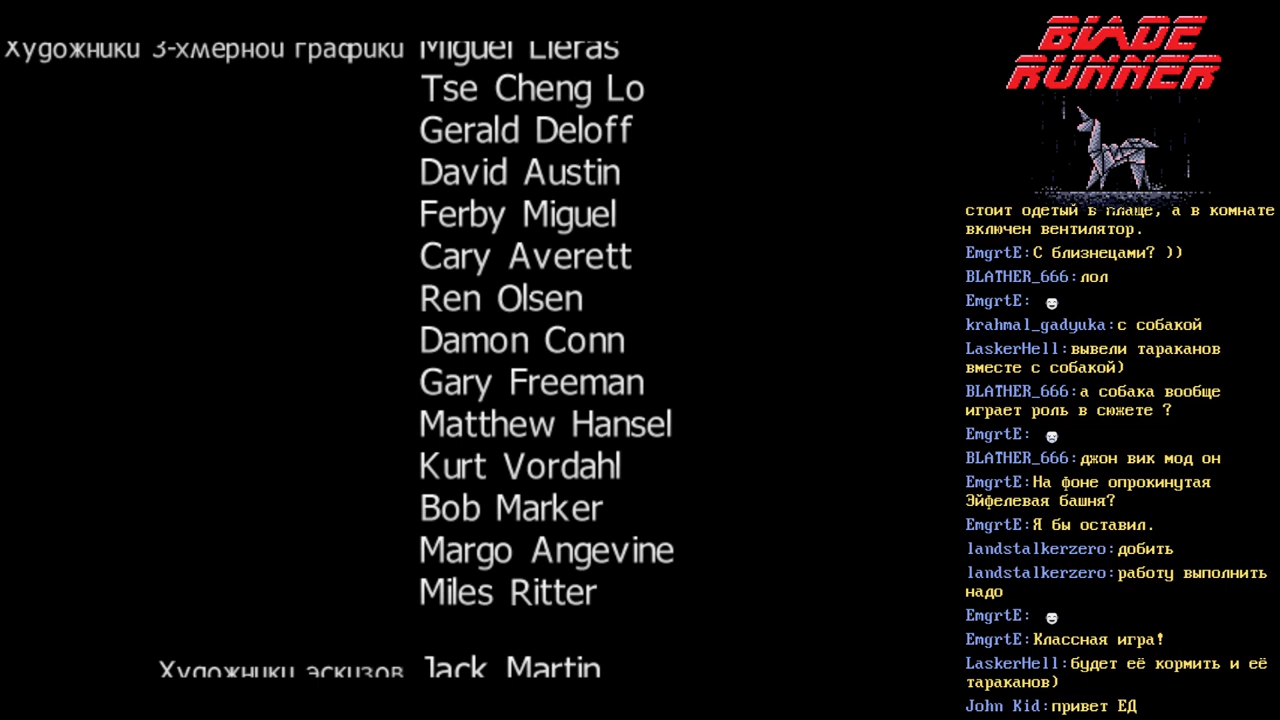 Художники 3-хмерной графики Miguel Lleras
Tse Cheng Lo
Gerald Deloff
David Austin
Ferby Miguel
Cary Averett
Ren Olsen
Damon Conn
Gary Freeman
Matthew Hansel
Kurt Vordahl
Bob Marker
Margo Angevine
Miles Ritter
Художники эскизов Jack Martin
BLADE
RUNNER
стоит одетый в плаще, а в комнате
включен вентилятор.
EmgrtE:С близнецами? ))
BLATHER_666:лол
EmgrtE:
krahmal_gadyuka:с собакой
LaskerHell:вывели тараканов
вместе с собакой)
BLATHER_666:а собака вообще
играет роль в сюжете ?
EmgrtE:
BLATHER_666:джон вик мод он
EmgrtE:На фоне опрокинутая
Эйфелевая башня?
EmgrtE:Я бы оставил.
landstalkerzero:добить
landstalkerzero:работу выполнить
надо
EmgrtE:
EmgrtE:Классная игра!
LaskerHell:будет её кормить и её
тараканов)
John Kid:привет ЕД